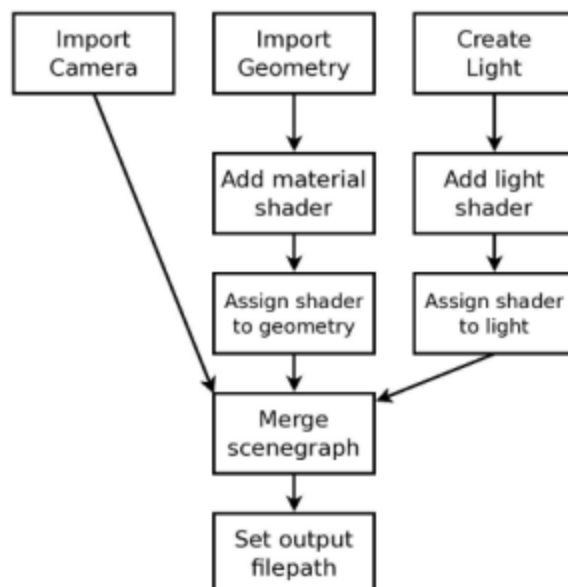 Import
Camera
Import
Geometry
Create
Light
Add material
shader
Add light
shader
Assign shader
to geometry
Assign shader
to light
Merge
scenegraph
Set output
filepath